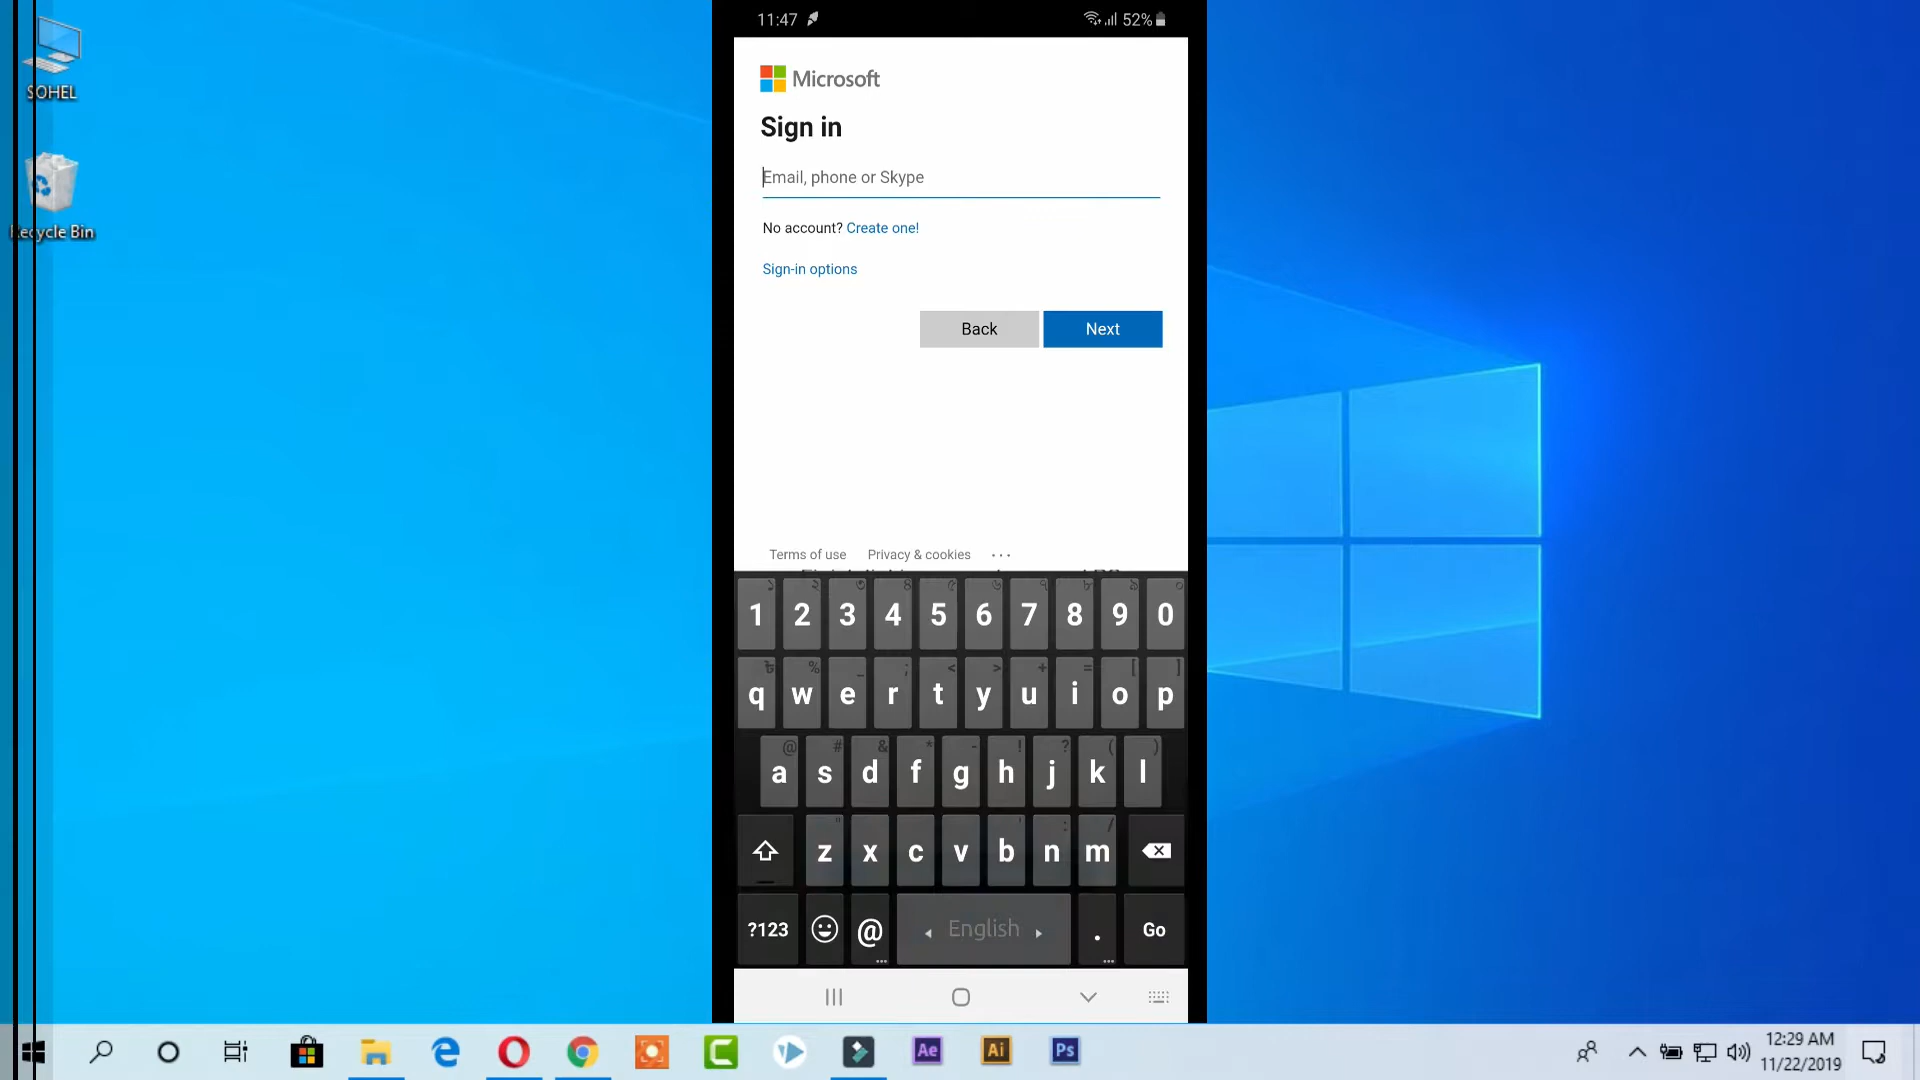 SOHEL
Recycle Bin
11:47 52%
Microsoft
Sign in
Email, phone or Skype
No account? Create one!
Sign-in options
Back Next
Terms of use Privacy & cookies ...
1 2 3 4 5 6 7 8 9 0
q w e r t y u i o p
a s d f g h j k l
z x c v b n m
?123 @ English . Go
Ae Ai Ps
12:29 AM
11/22/2019